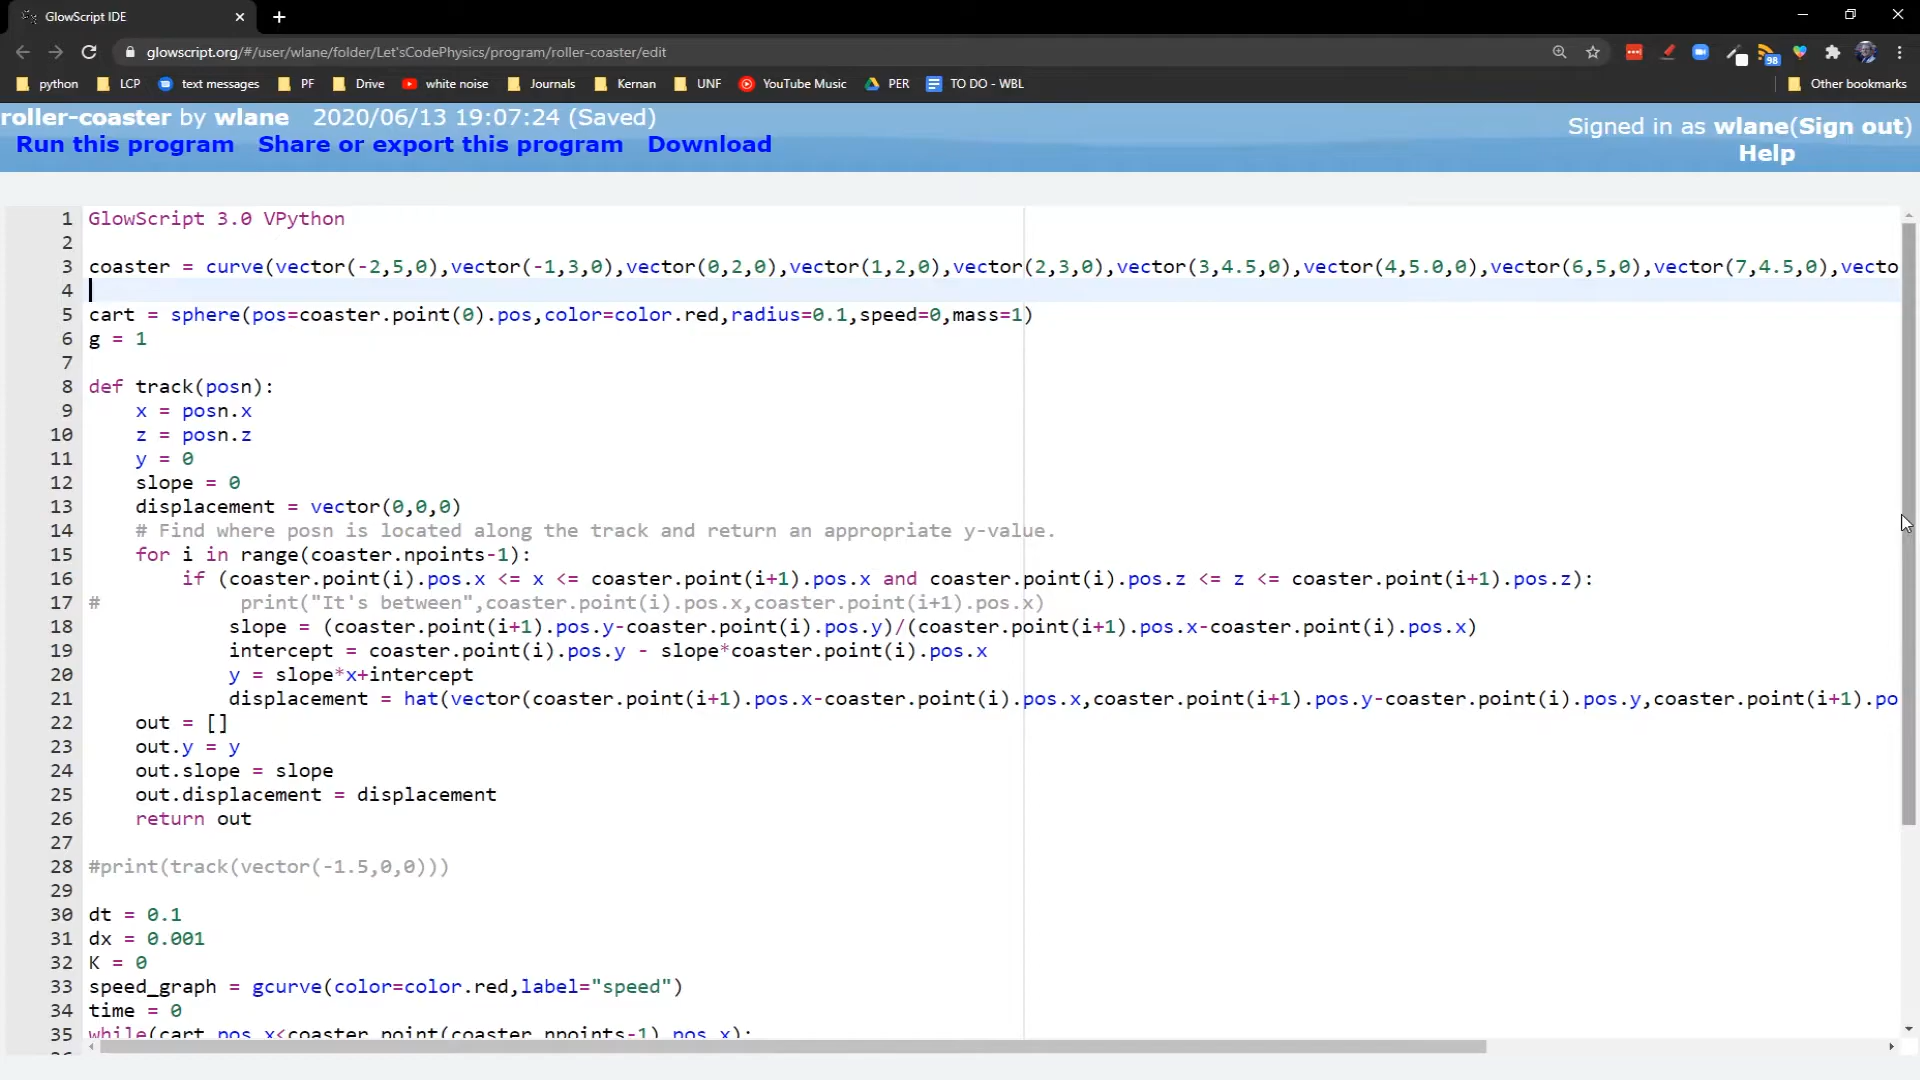 GlowScript IDE
glowscript.org/#/user/wlane/folder/Let'sCodePhysics/program/roller-coaster/edit
98
python LCP text messages PF Drive white noise Journals Kernan UNF YouTube Music PER TO DO - WBL Other bookmarks
roller-coaster by wlane 2020/06/13 19:07:24 (Saved)
Signed in as wlane(Sign out)
Run this program Share or export this program Download
Help
1 GlowScript 3.0 VPython
2
3 coaster = curve(vector(-2,5,0),vector(-1,3,0),vector(0,2,0),vector(1,2,0),vector(2,3,0),vector(3,4.5,0),vector(4,5.0,0),vector(6,5,0),vector(7,4.5,0),vecto
4
5 cart = sphere(pos=coaster.point(0).pos,color=color.red,radius=0.1,speed=0,mass=1)
6 g = 1
7
8 def track(posn):
9 x = posn.x
10 z = posn.z
11 y = 0
12 slope = 0
13 displacement = vector(0,0,0)
14 # Find where posn is located along the track and return an appropriate y-value.
15 for i in range(coaster.npoints-1):
16 if (coaster.point(i).pos.x <= x <= coaster.point(i+1).pos.x and coaster.point(i).pos.z <= z <= coaster.point(i+1).pos.z):
17 # print("It's between",coaster.point(i).pos.x,coaster.point(i+1).pos.x)
18 slope = (coaster.point(i+1).pos.y-coaster.point(i).pos.y)/(coaster.point(i+1).pos.x-coaster.point(i).pos.x)
19 intercept = coaster.point(i).pos.y - slope*coaster.point(i).pos.x
20 y = slope*x+intercept
21 displacement = hat(vector(coaster.point(i+1).pos.x-coaster.point(i).pos.x,coaster.point(i+1).pos.y-coaster.point(i).pos.y,coaster.point(i+1).po
22 out = []
23 out.y = y
24 out.slope = slope
25 out.displacement = displacement
26 return out
27
28 #print(track(vector(-1.5,0,0)))
29
30 dt = 0.1
31 dx = 0.001
32 K = 0
33 speed_graph = gcurve(color=color.red,label="speed")
34 time = 0
35 while(cart.pos.x<coaster.point(coaster.npoints-1).pos.x):